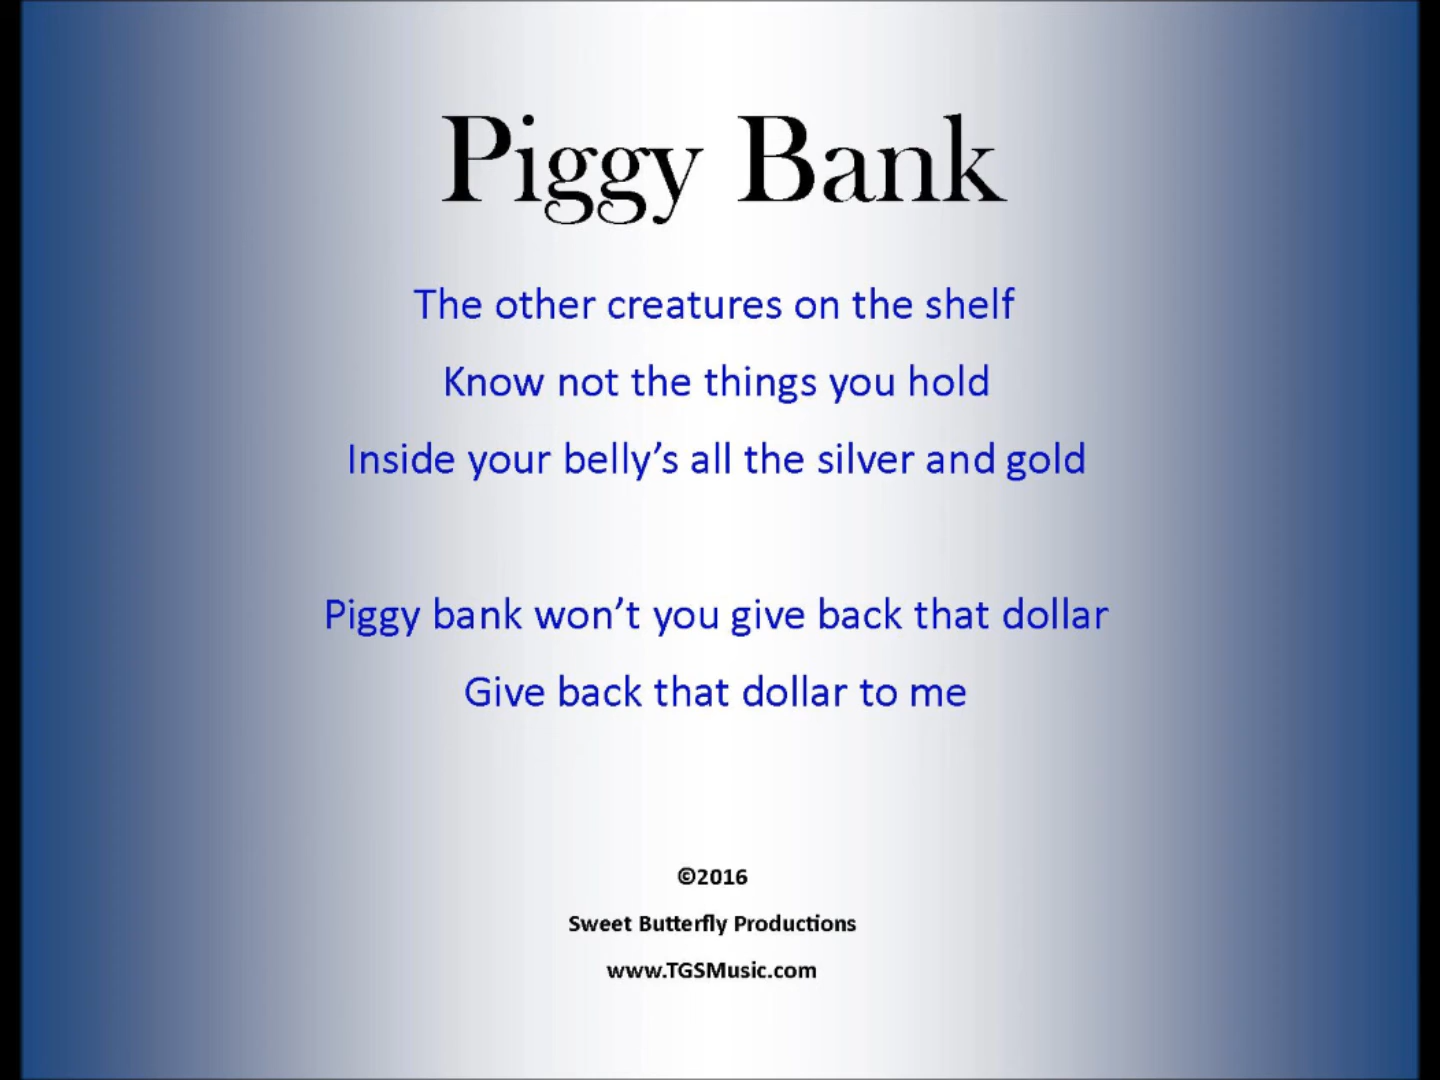 Piggy Bank
The other creatures on the shelf
Know not the things you hold
Inside your belly’s all the silver and gold
Piggy bank won’t you give back that dollar
Give back that dollar to me
©2016
Sweet Butterfly Productions
www.TGSMusic.com